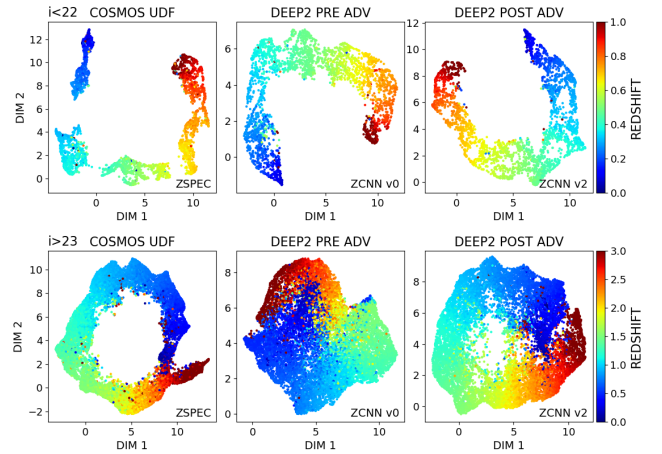 i<22 COSMOS UDF DEEP2 PRE ADV DEEP2 POST ADV
12
10
8
6
4
2
0
DIM 2
0 5 10
DIM 1
ZSPEC
6
4
2
0
0 5 10
DIM 1
ZCNN v0
12
10
8
6
4
2
0
0 5 10
DIM 1
ZCNN v2
1.0
0.8
0.6
0.4
0.2
0.0
REDSHIFT
i>23 COSMOS UDF DEEP2 PRE ADV DEEP2 POST ADV
10
8
6
4
2
0
−2
DIM 2
0 5 10
DIM 1
ZSPEC
8
6
4
2
0
0 5 10
DIM 1
ZCNN v0
8
6
4
2
0
0 5 10
DIM 1
ZCNN v2
3.0
2.5
2.0
1.5
1.0
0.5
0.0
REDSHIFT